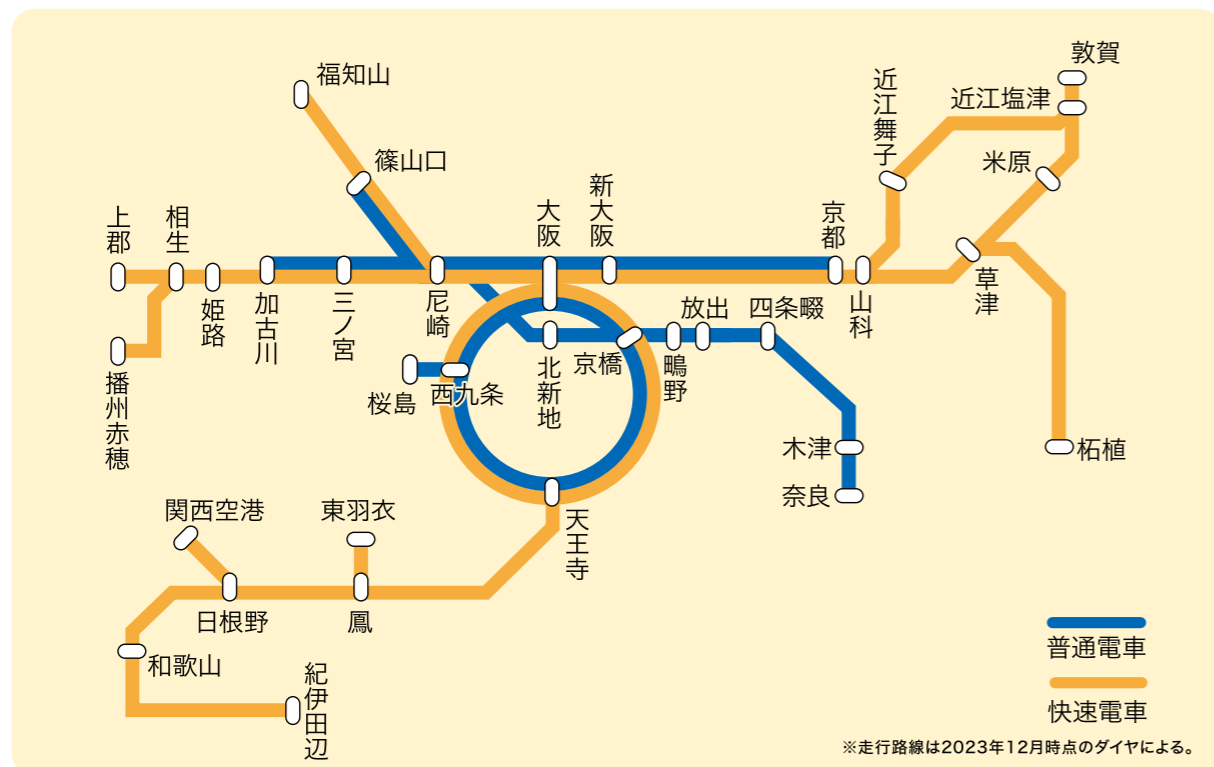 敦賀
福知山
近江舞子
近江塩津
篠山口
米原
新大阪
大阪
京都
上郡
相生
姫路
加古川
三ノ宮
尼崎
山科
草津
放出
四条畷
京橋
鴫野
北新地
桜島
西九条
播州赤穂
木津
柘植
奈良
関西空港
東羽衣
天王寺
日根野
鳳
和歌山
紀伊田辺
普通電車
快速電車
※走行路線は2023年12月時点のダイヤによる。